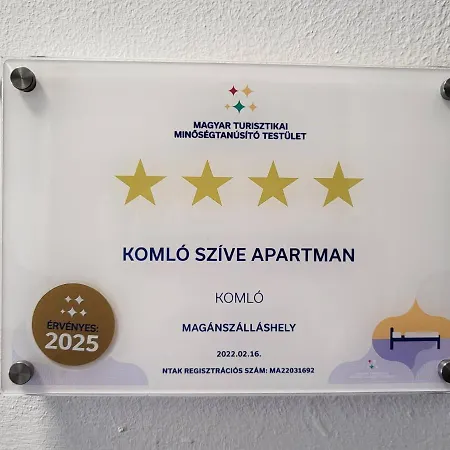 MAGYAR TURISZTIKAI
MINŐSÉGTANÚSÍTÓ TESTÜLET
KOMLÓ SZÍVE APARTMAN
KOMLÓ
MAGÁNSZÁLLÁSHELY
ÉRVÉNYES:
2025
2022.02.16.
NTAK REGISZTRÁCIÓS SZÁM: MA22031692